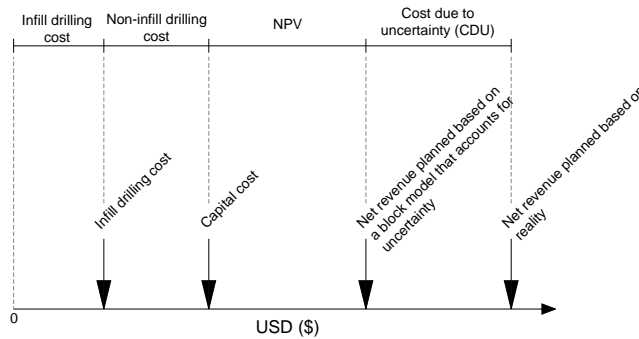 Infill drilling
cost
Non-infill drilling
cost
NPV
Cost due to
uncertainty (CDU)
Infill drilling cost
Capital cost
Net revenue planned based on
a block model that accounts for
uncertainty
Net revenue planned based on
reality
0
USD ($)